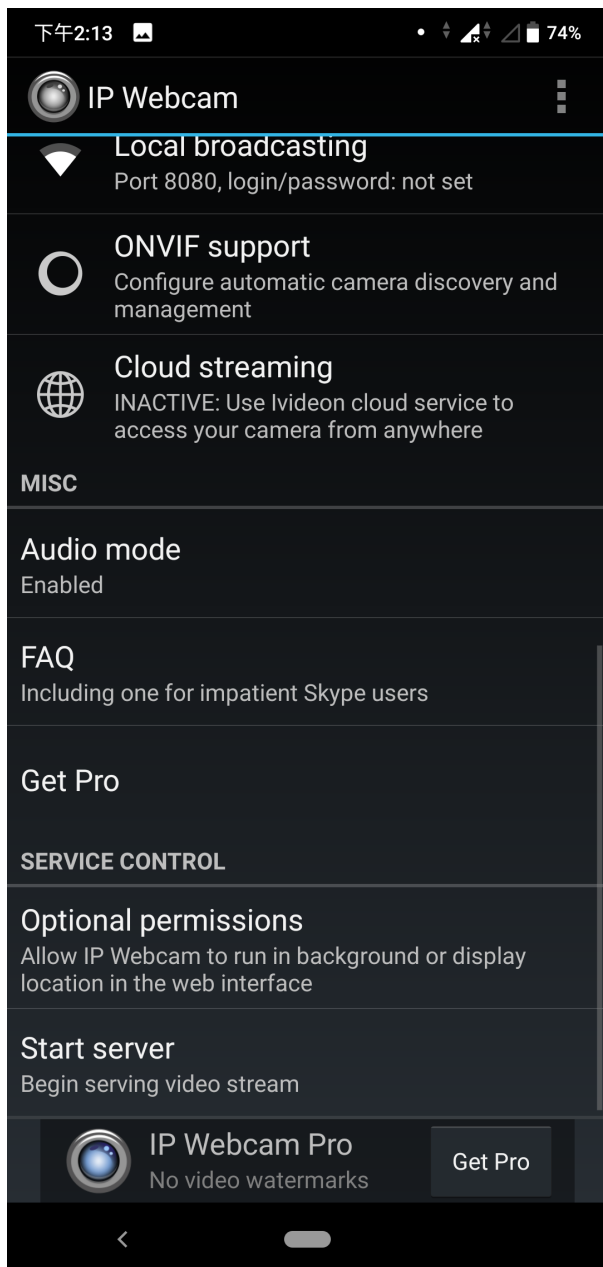 下午2:13 74%
IP Webcam
Local broadcasting
Port 8080, login/password: not set
ONVIF support
Configure automatic camera discovery and
management
Cloud streaming
INACTIVE: Use Ivideon cloud service to
access your camera from anywhere
MISC
Audio mode
Enabled
FAQ
Including one for impatient Skype users
Get Pro
SERVICE CONTROL
Optional permissions
Allow IP Webcam to run in background or display
location in the web interface
Start server
Begin serving video stream
IP Webcam Pro
No video watermarks
Get Pro